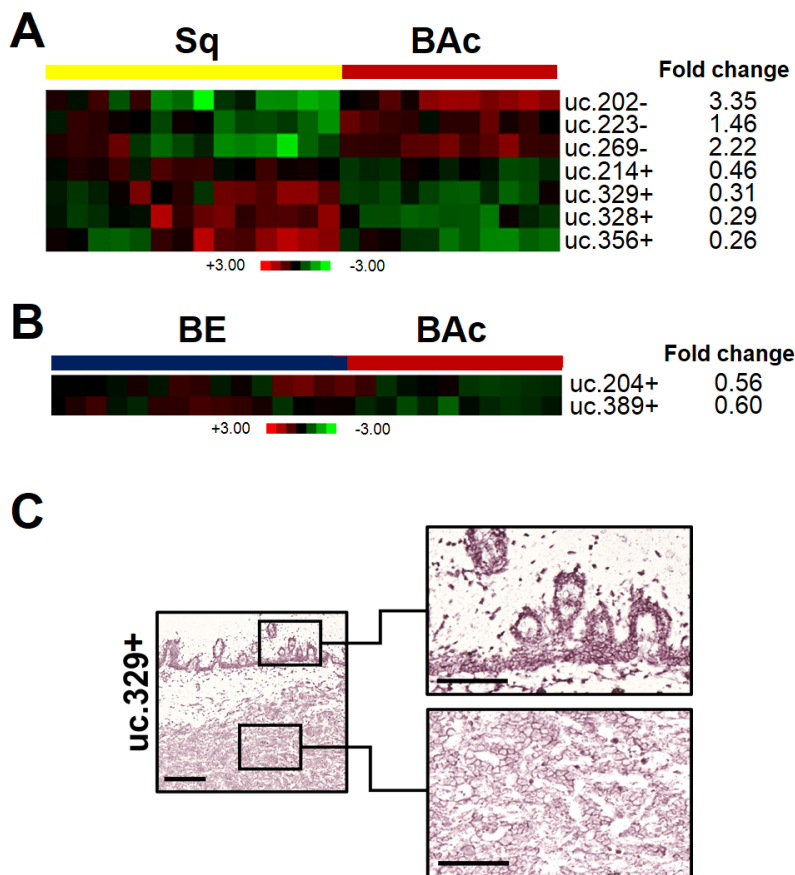 A
Sq BAc
Fold change
uc.202- 3.35
uc.223- 1.46
uc.269- 2.22
uc.214+ 0.46
uc.329+ 0.31
uc.328+ 0.29
uc.356+ 0.26
+3.00 -3.00
B
BE BAc
Fold change
uc.204+ 0.56
uc.389+ 0.60
+3.00 -3.00
C
uc.329+